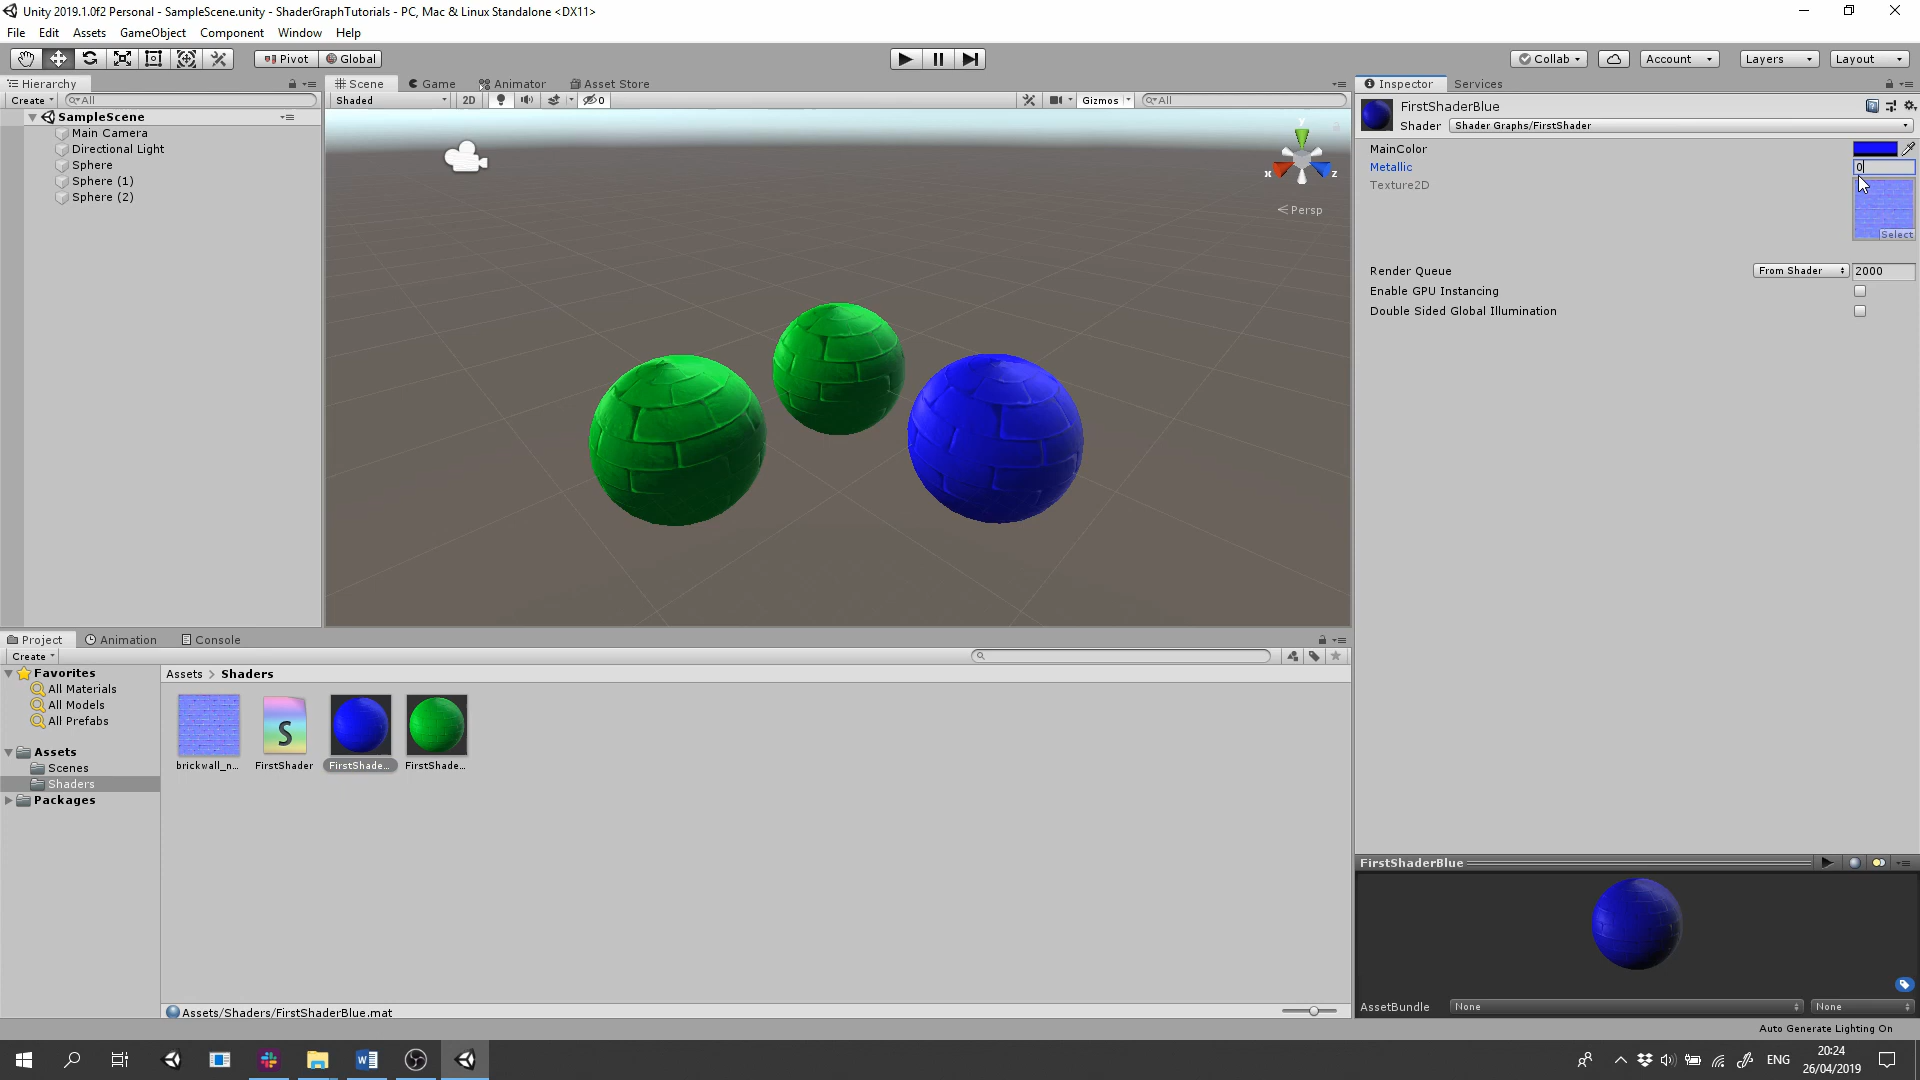 Unity 2019.1.0f2 Personal - SampleScene.unity - ShaderGraphTutorials - PC, Mac & Linux Standalone <DX11>
File Edit Assets GameObject Component Window Help
Pivot Global Collab Account Layers Layout
Hierarchy
Create All
SampleScene
Main Camera
Directional Light
Sphere
Sphere (1)
Sphere (2)
Scene Game Animator Asset Store
Shaded 2D 0 Gizmos All
y
x
z
Persp
Inspector Services
FirstShaderBlue
Shader Shader Graphs/FirstShader
MainColor
Metallic 0
Texture2D
Select
Render Queue From Shader 2000
Enable GPU Instancing
Double Sided Global Illumination
Project Animation Console
Create
Favorites
All Materials
All Models
All Prefabs
Assets
Scenes
Shaders
Packages
Assets > Shaders
S
brickwall_n... FirstShader FirstShade... FirstShade...
Assets/Shaders/FirstShaderBlue.mat
FirstShaderBlue
AssetBundle None None
Auto Generate Lighting On
ENG
20:24
26/04/2019